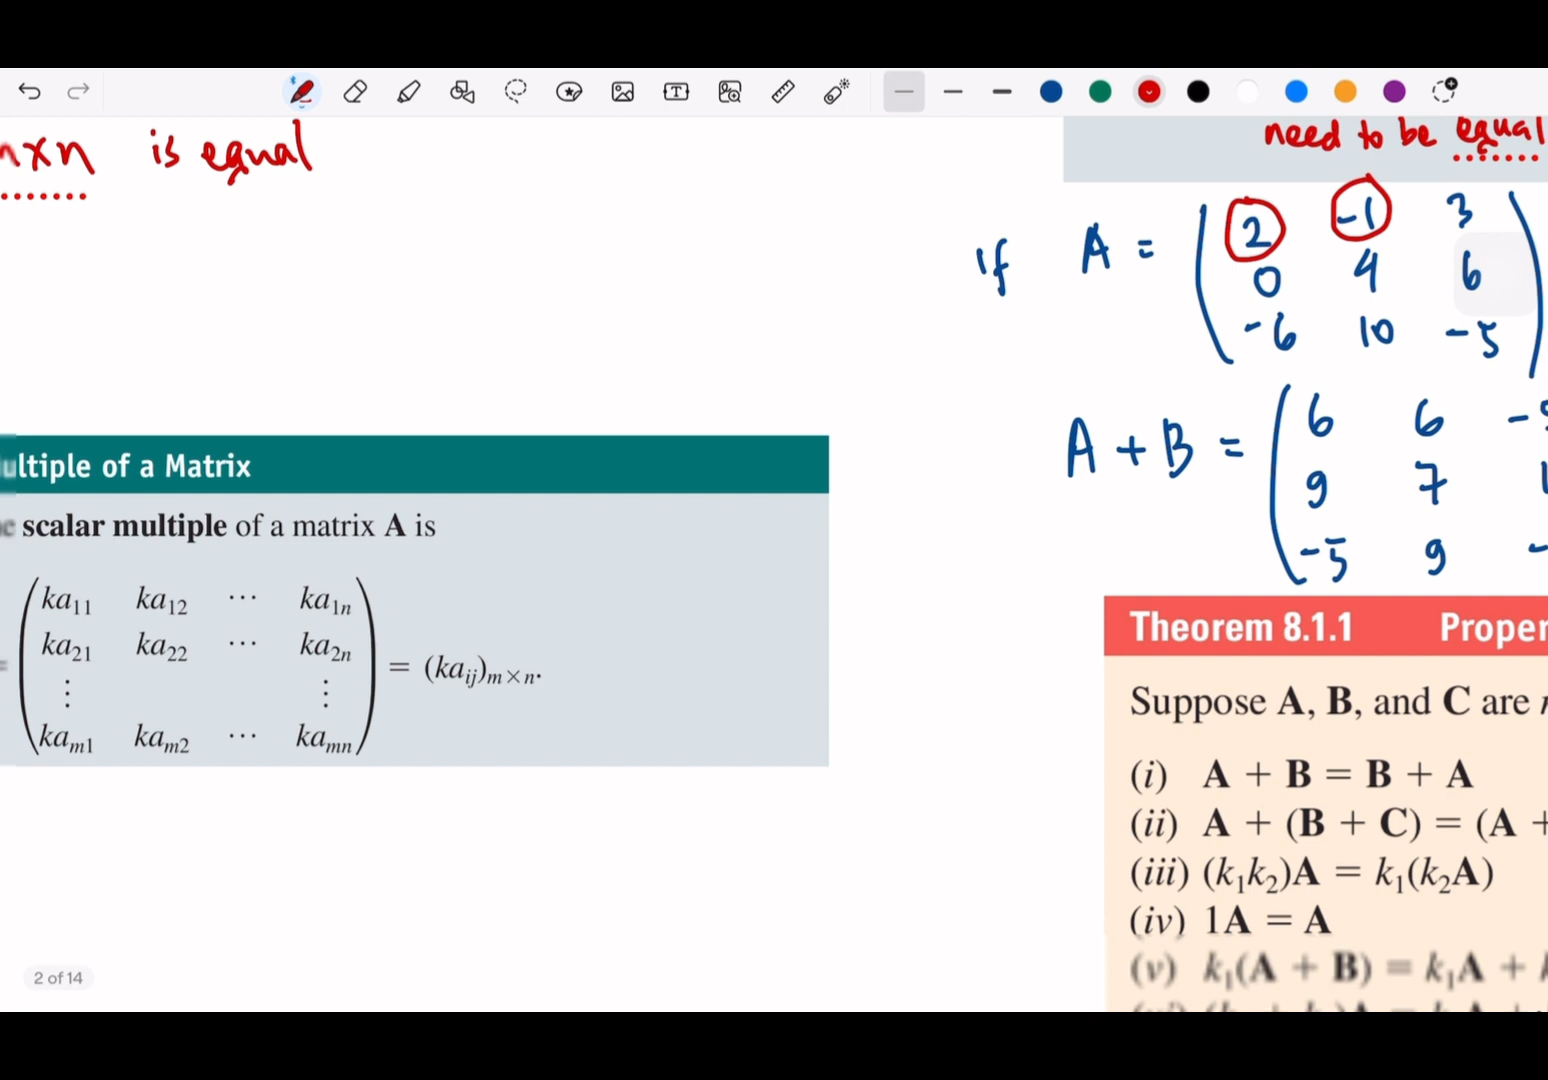 m×n is equal
need to be equal
ultiple of a Matrix
scalar multiple of a matrix A is
= ( ka11 ka12 ⋯ ka1n
ka21 ka22 ⋯ ka2n
⋮ ⋮
kam1 kam2 ⋯ kamn ) = (kaij)m×n.
2 of 14
if A = ( 2 -1 3
0 4 6
-6 10 -5 )
A + B = ( 6 6
9 7
-5 9
Theorem 8.1.1 Proper
Suppose A, B, and C are
(i) A + B = B + A
(ii) A + (B + C) = (A +
(iii) (k1k2)A = k1(k2A)
(iv) 1A = A
(v) k1(A + B) = k1A +